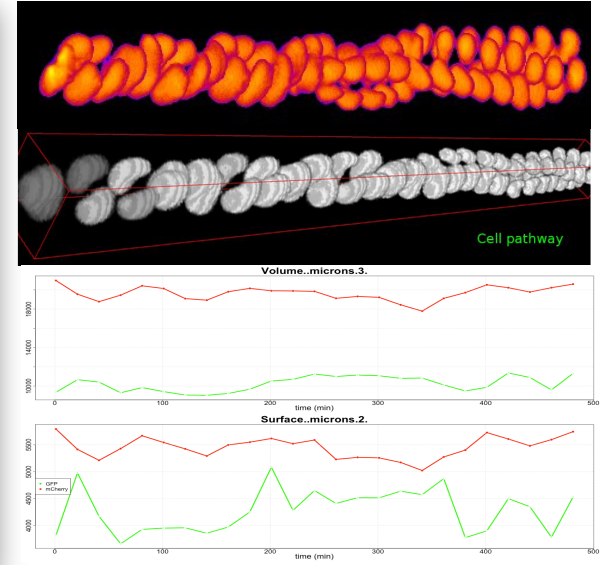 Cell pathway
Volume..microns.3.
18000
14000
10000
0
100
200
300
400
500
time (min)
Surface..microns.2.
5500
5000
4500
4000
GFP
mCherry
0
100
200
300
400
500
time (min)